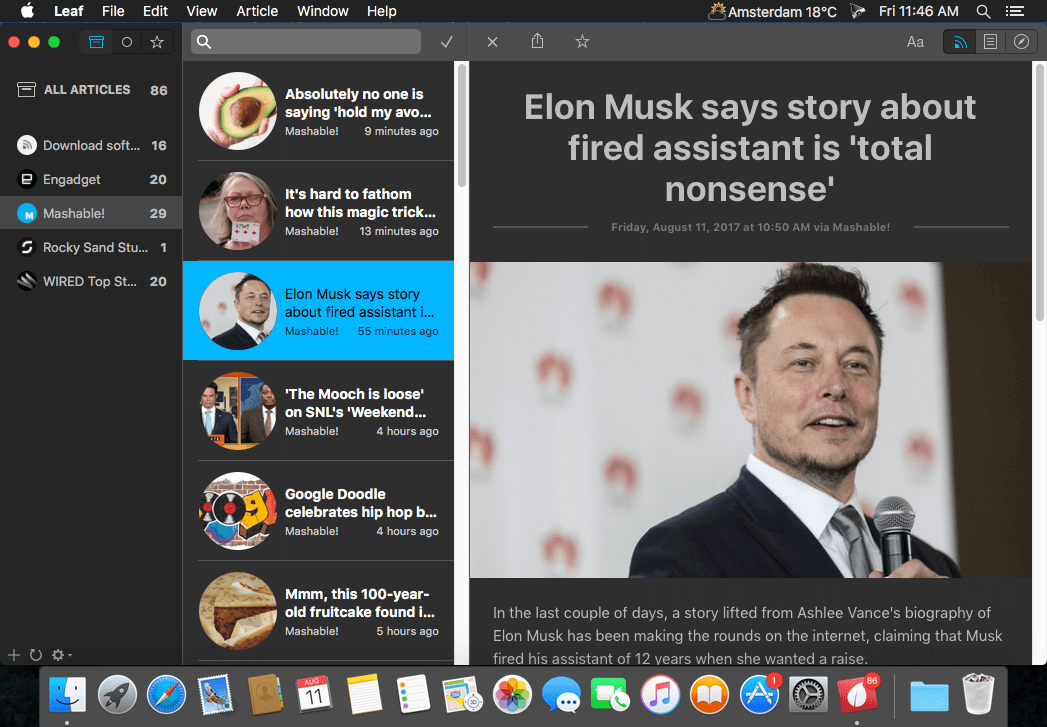 Leaf File Edit View Article Window Help Amsterdam 18°C Fri 11:46 AM
Aa
ALL ARTICLES 86
Download soft... 16
Engadget 20
Mashable! 29
Rocky Sand Stu... 1
WIRED Top St... 20
Absolutely no one is
saying 'hold my avo...
Mashable! 9 minutes ago
It's hard to fathom
how this magic trick...
Mashable! 13 minutes ago
Elon Musk says story
about fired assistant i...
Mashable! 55 minutes ago
'The Mooch is loose'
on SNL's 'Weekend...
Mashable! 4 hours ago
Google Doodle
celebrates hip hop b...
Mashable! 4 hours ago
Mmm, this 100-year-
old fruitcake found i...
Mashable! 5 hours ago
Elon Musk says story about
fired assistant is 'total
nonsense'
Friday, August 11, 2017 at 10:50 AM via Mashable!
In the last couple of days, a story lifted from Ashlee Vance's biography of
Elon Musk has been making the rounds on the internet, claiming that Musk
fired his assistant of 12 years when she wanted a raise.
AUG
11
3D
1
86